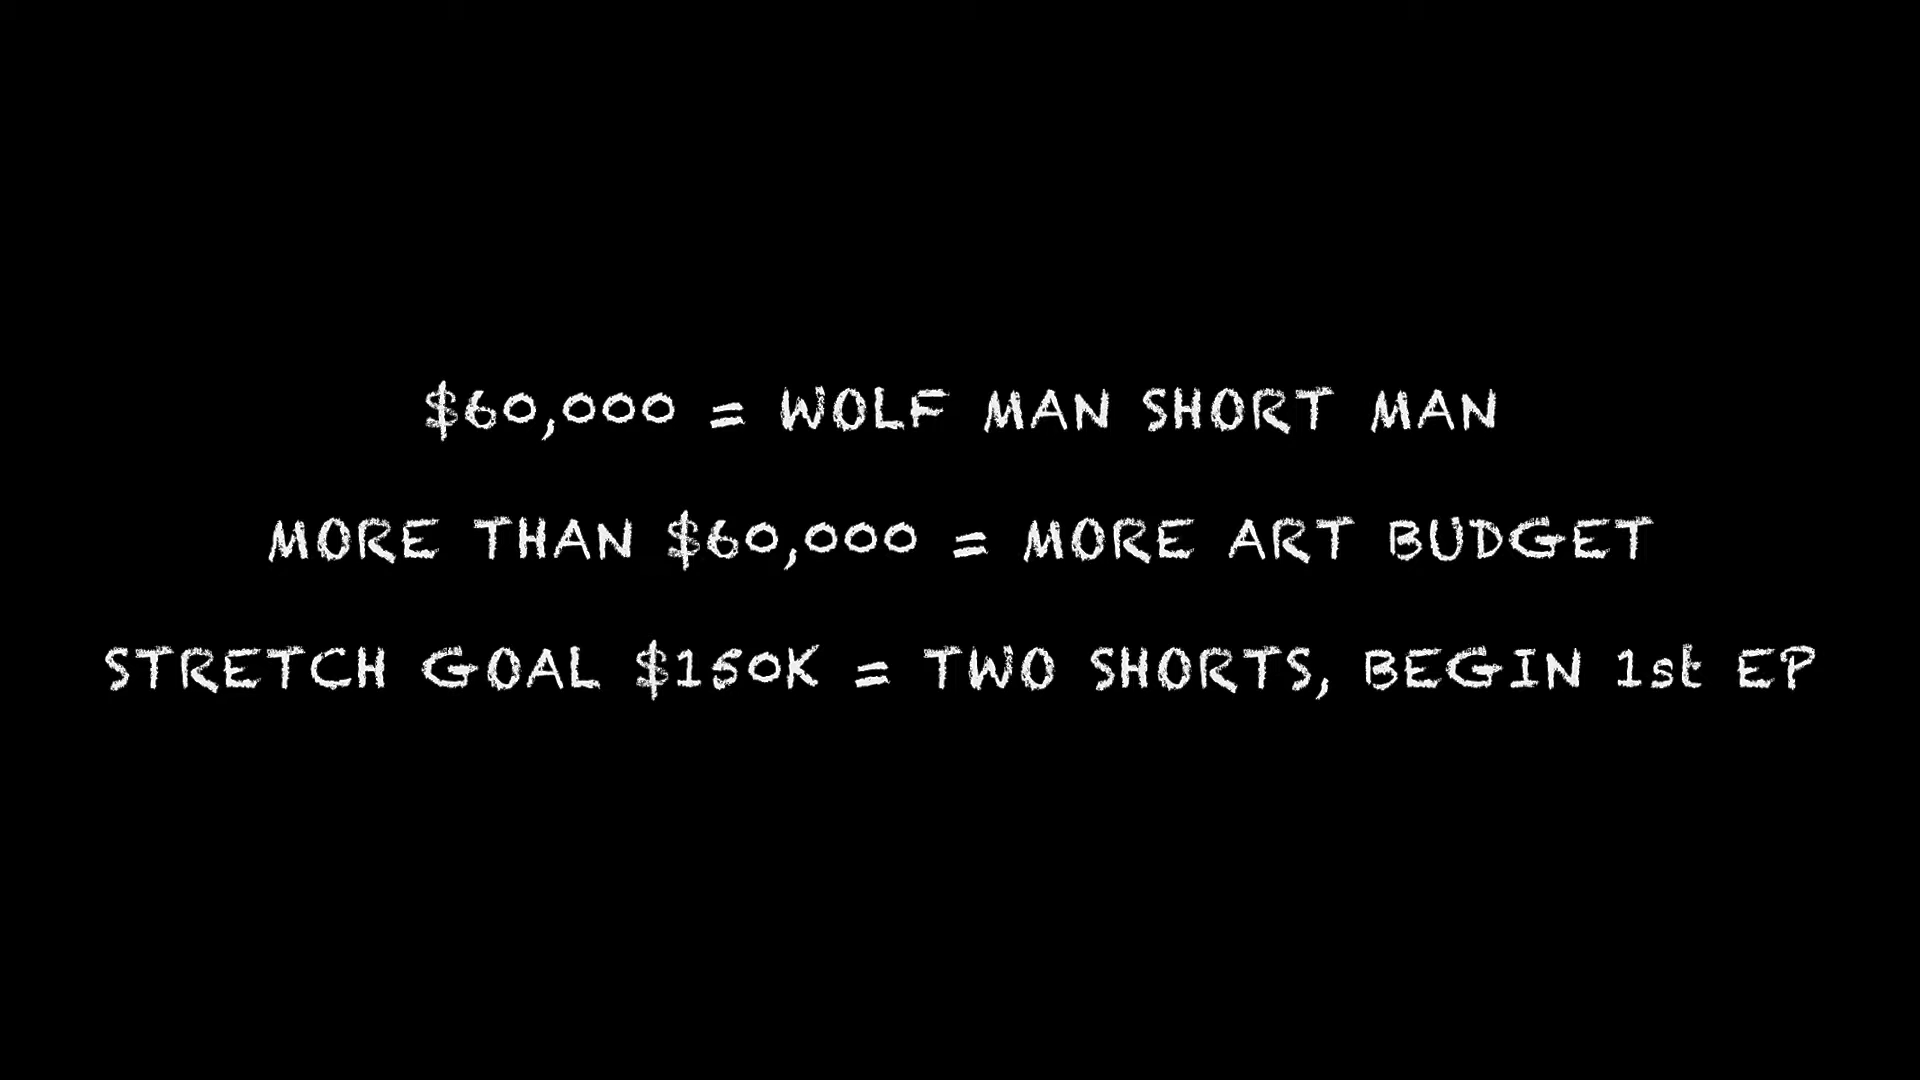 $60,000 = WOLF MAN SHORT MAN
MORE THAN $60,000 = MORE ART BUDGET
STRETCH GOAL $150K = TWO SHORTS, BEGIN 1st EP